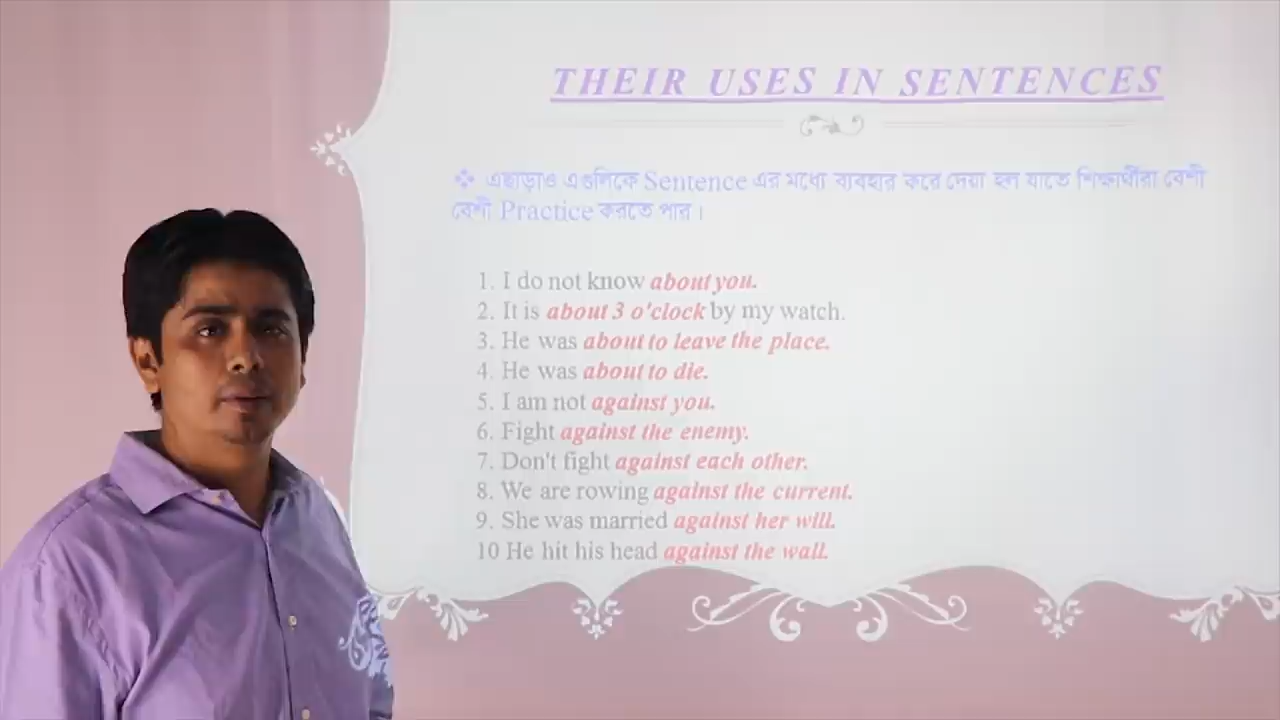 THEIR USES IN SENTENCES
❖ এছাড়াও এগুলিকে Sentence এর মধ্যে ব্যবহার করে দেয়া হল যাতে শিক্ষার্থীরা বেশী
বেশী Practice করতে পার।
1. I do not know about you.
2. It is about 3 o'clock by my watch.
3. He was about to leave the place.
4. He was about to die.
5. I am not against you.
6. Fight against the enemy.
7. Don't fight against each other.
8. We are rowing against the current.
9. She was married against her will.
10 He hit his head against the wall.